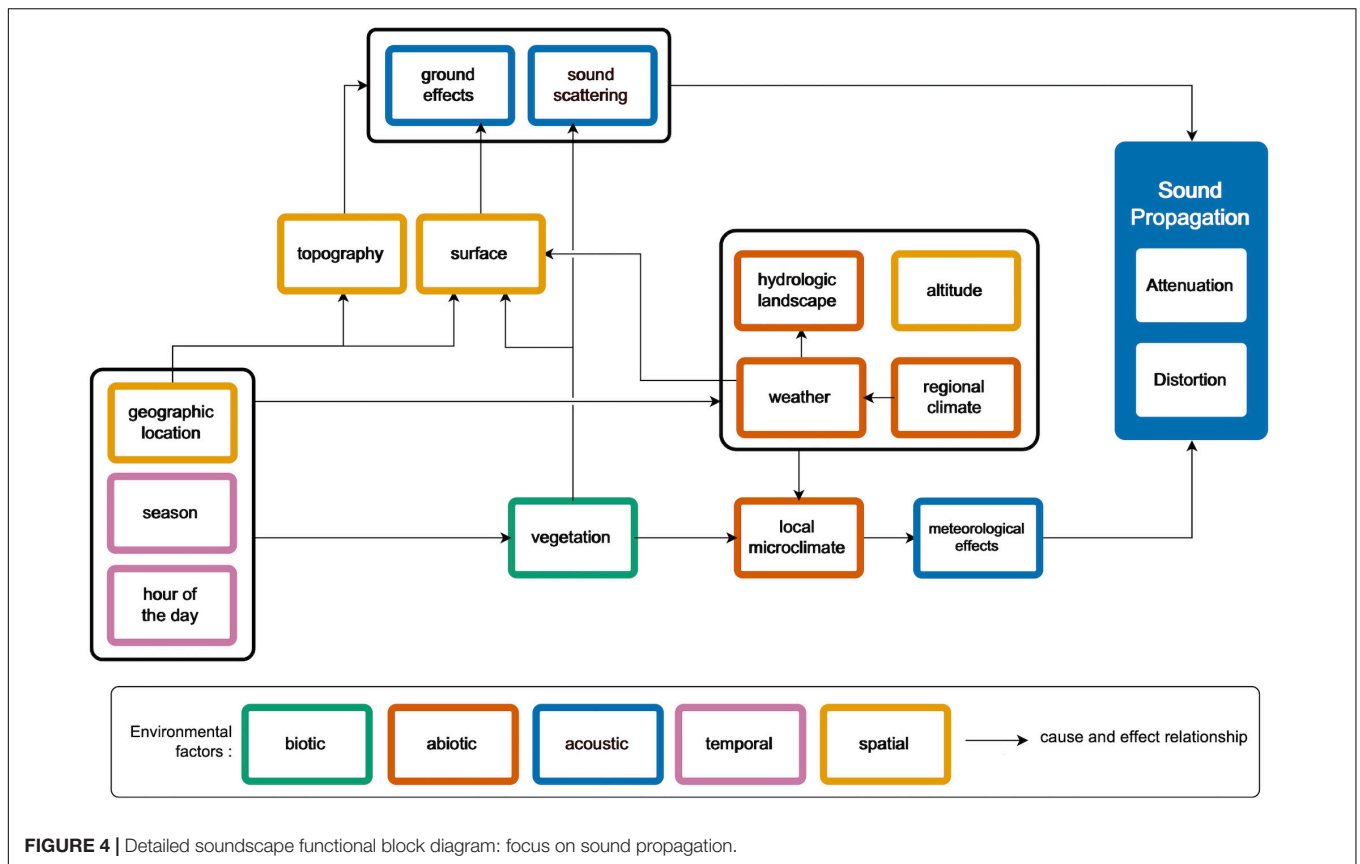 ground
effects
sound
scattering
Sound
Propagation
Attenuation
Distortion
topography
surface
hydrologic
landscape
altitude
weather
regional
climate
geographic
location
season
hour of
the day
vegetation
local
microclimate
meteorological
effects
Environmental
factors :
biotic
abiotic
acoustic
temporal
spatial
cause and effect relationship
FIGURE 4 | Detailed soundscape functional block diagram: focus on sound propagation.